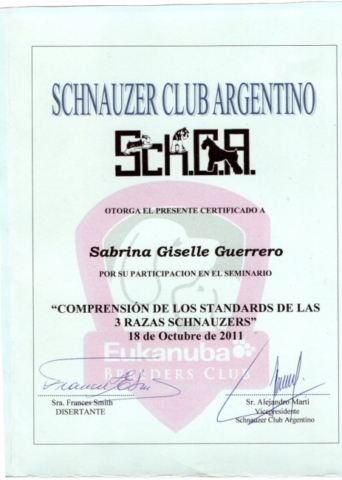 SCHNAUZER CLUB ARGENTINO
Sch.C.A.
OTORGA EL PRESENTE CERTIFICADO A
Sabrina Giselle Guerrero
POR SU PARTICIPACION EN EL SEMINARIO
“COMPRENSIÓN DE LOS STANDARDS DE LAS
3 RAZAS SCHNAUZERS”
18 de Octubre de 2011
Eukanuba
BREEDERS CLUB
Sra. Frances Smith
DISERTANTE
Sr. Alejandro Marti
Vicepresidente
Schnauzer Club Argentino